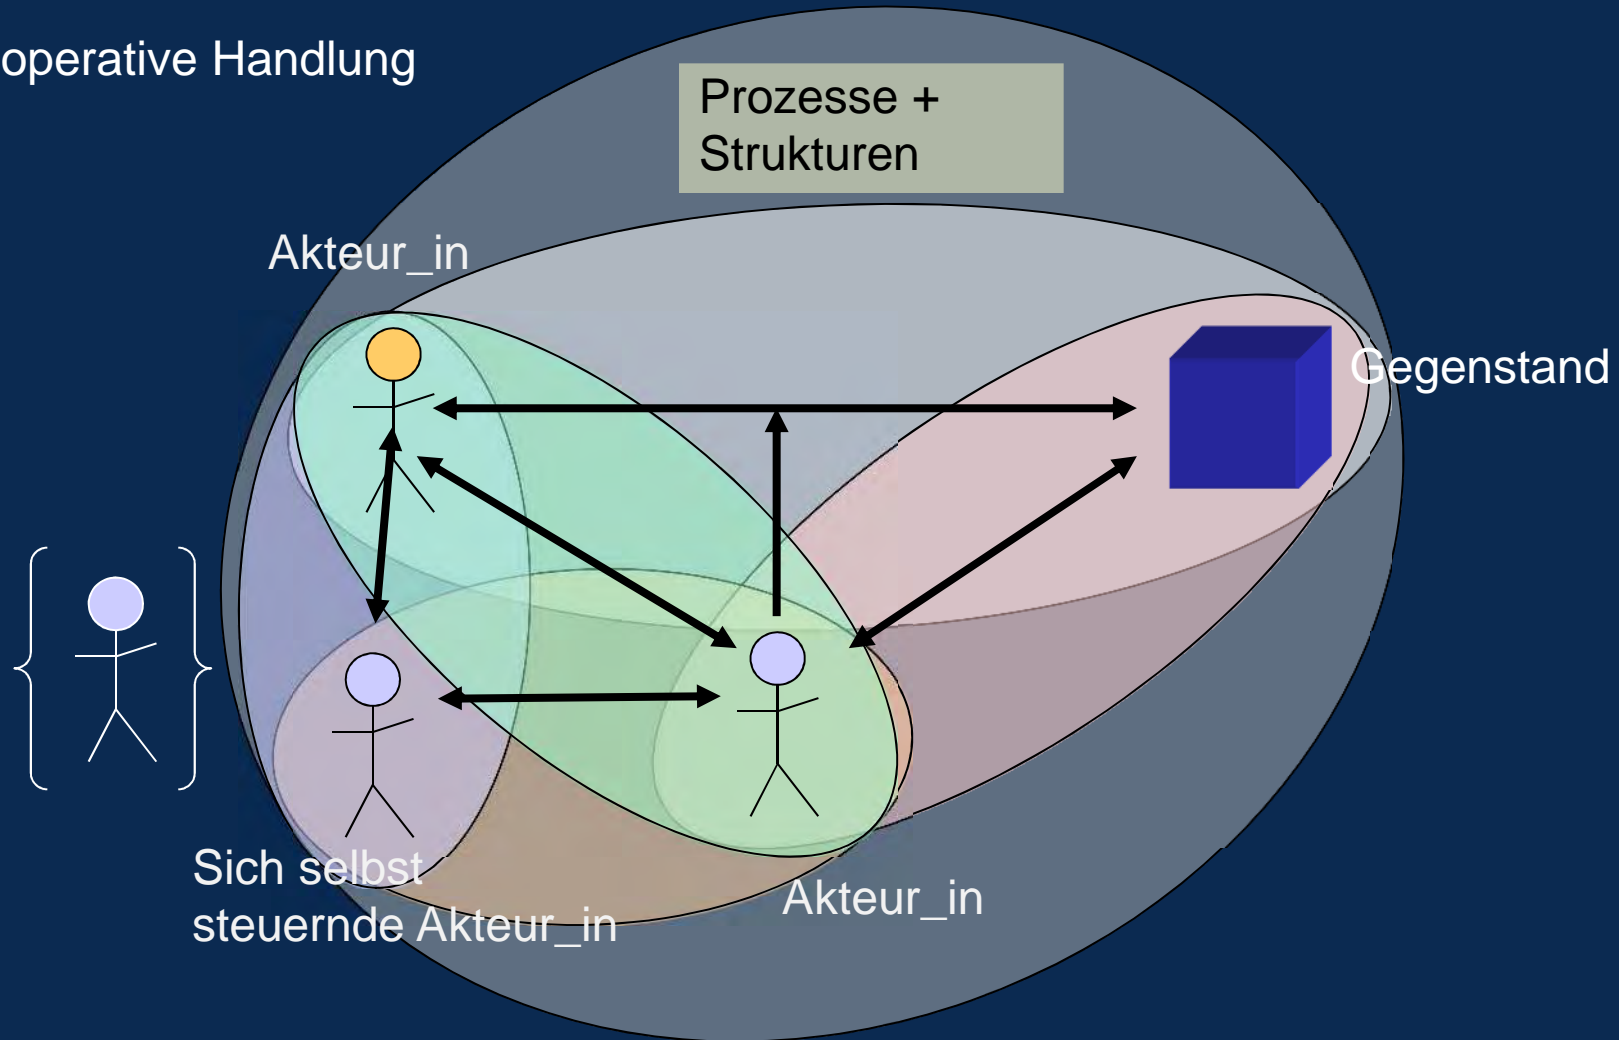 operative Handlung
Prozesse +
Strukturen
Akteur_in
Gegenstand
Sich selbst
steuernde Akteur_in
Akteur_in